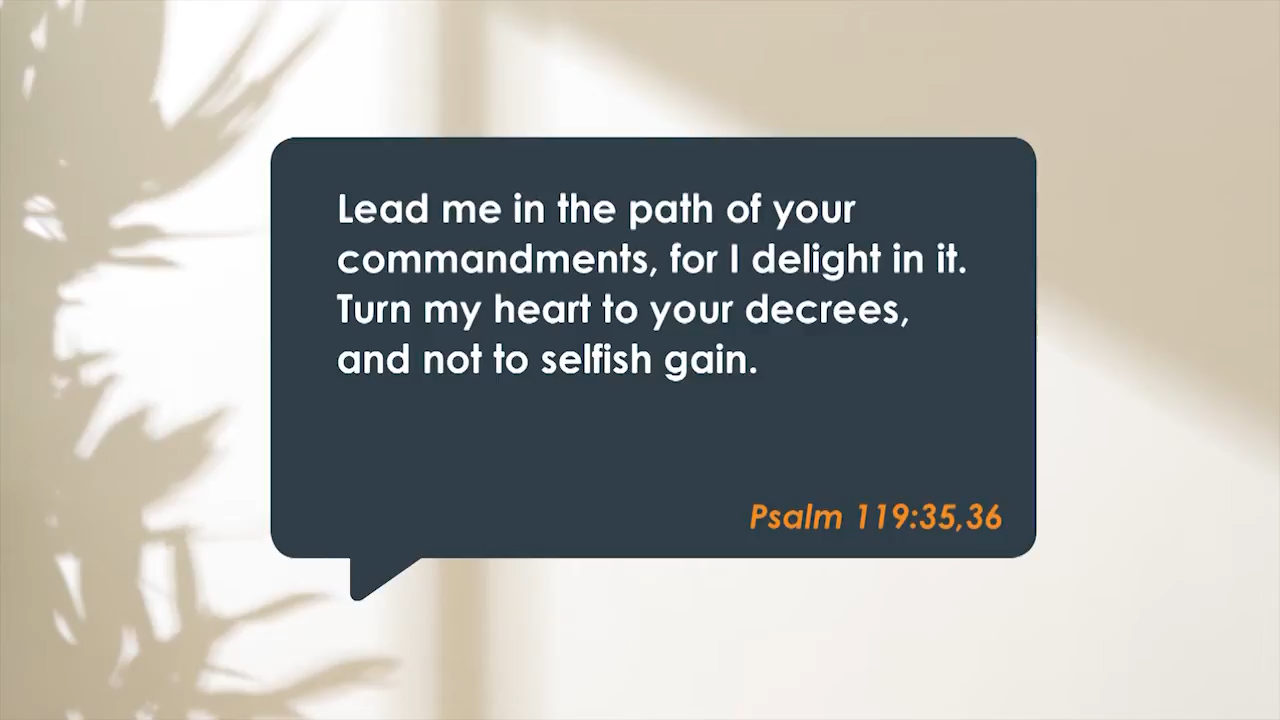 Lead me in the path of your
commandments, for I delight in it.
Turn my heart to your decrees,
and not to selfish gain.
Psalm 119:35,36